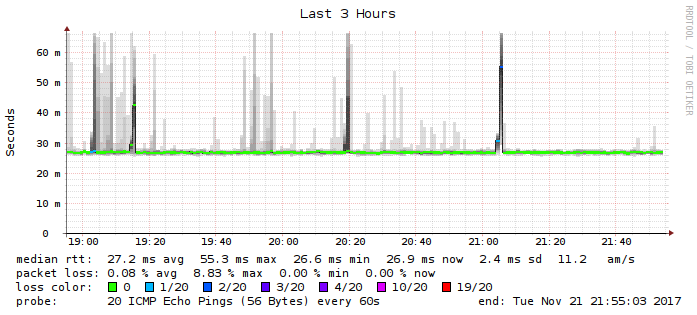 Last 3 Hours
RRDTOOL / TOBI OETIKER
Seconds
60 m
50 m
40 m
30 m
20 m
10 m
0
19:00 19:20 19:40 20:00 20:20 20:40 21:00 21:20 21:40
median rtt: 27.2 ms avg 55.3 ms max 26.6 ms min 26.9 ms now 2.4 ms sd 11.2 am/s
packet loss: 0.08 % avg 8.83 % max 0.00 % min 0.00 % now
loss color: 0 1/20 2/20 3/20 4/20 10/20 19/20
probe: 20 ICMP Echo Pings (56 Bytes) every 60s end: Tue Nov 21 21:55:03 2017